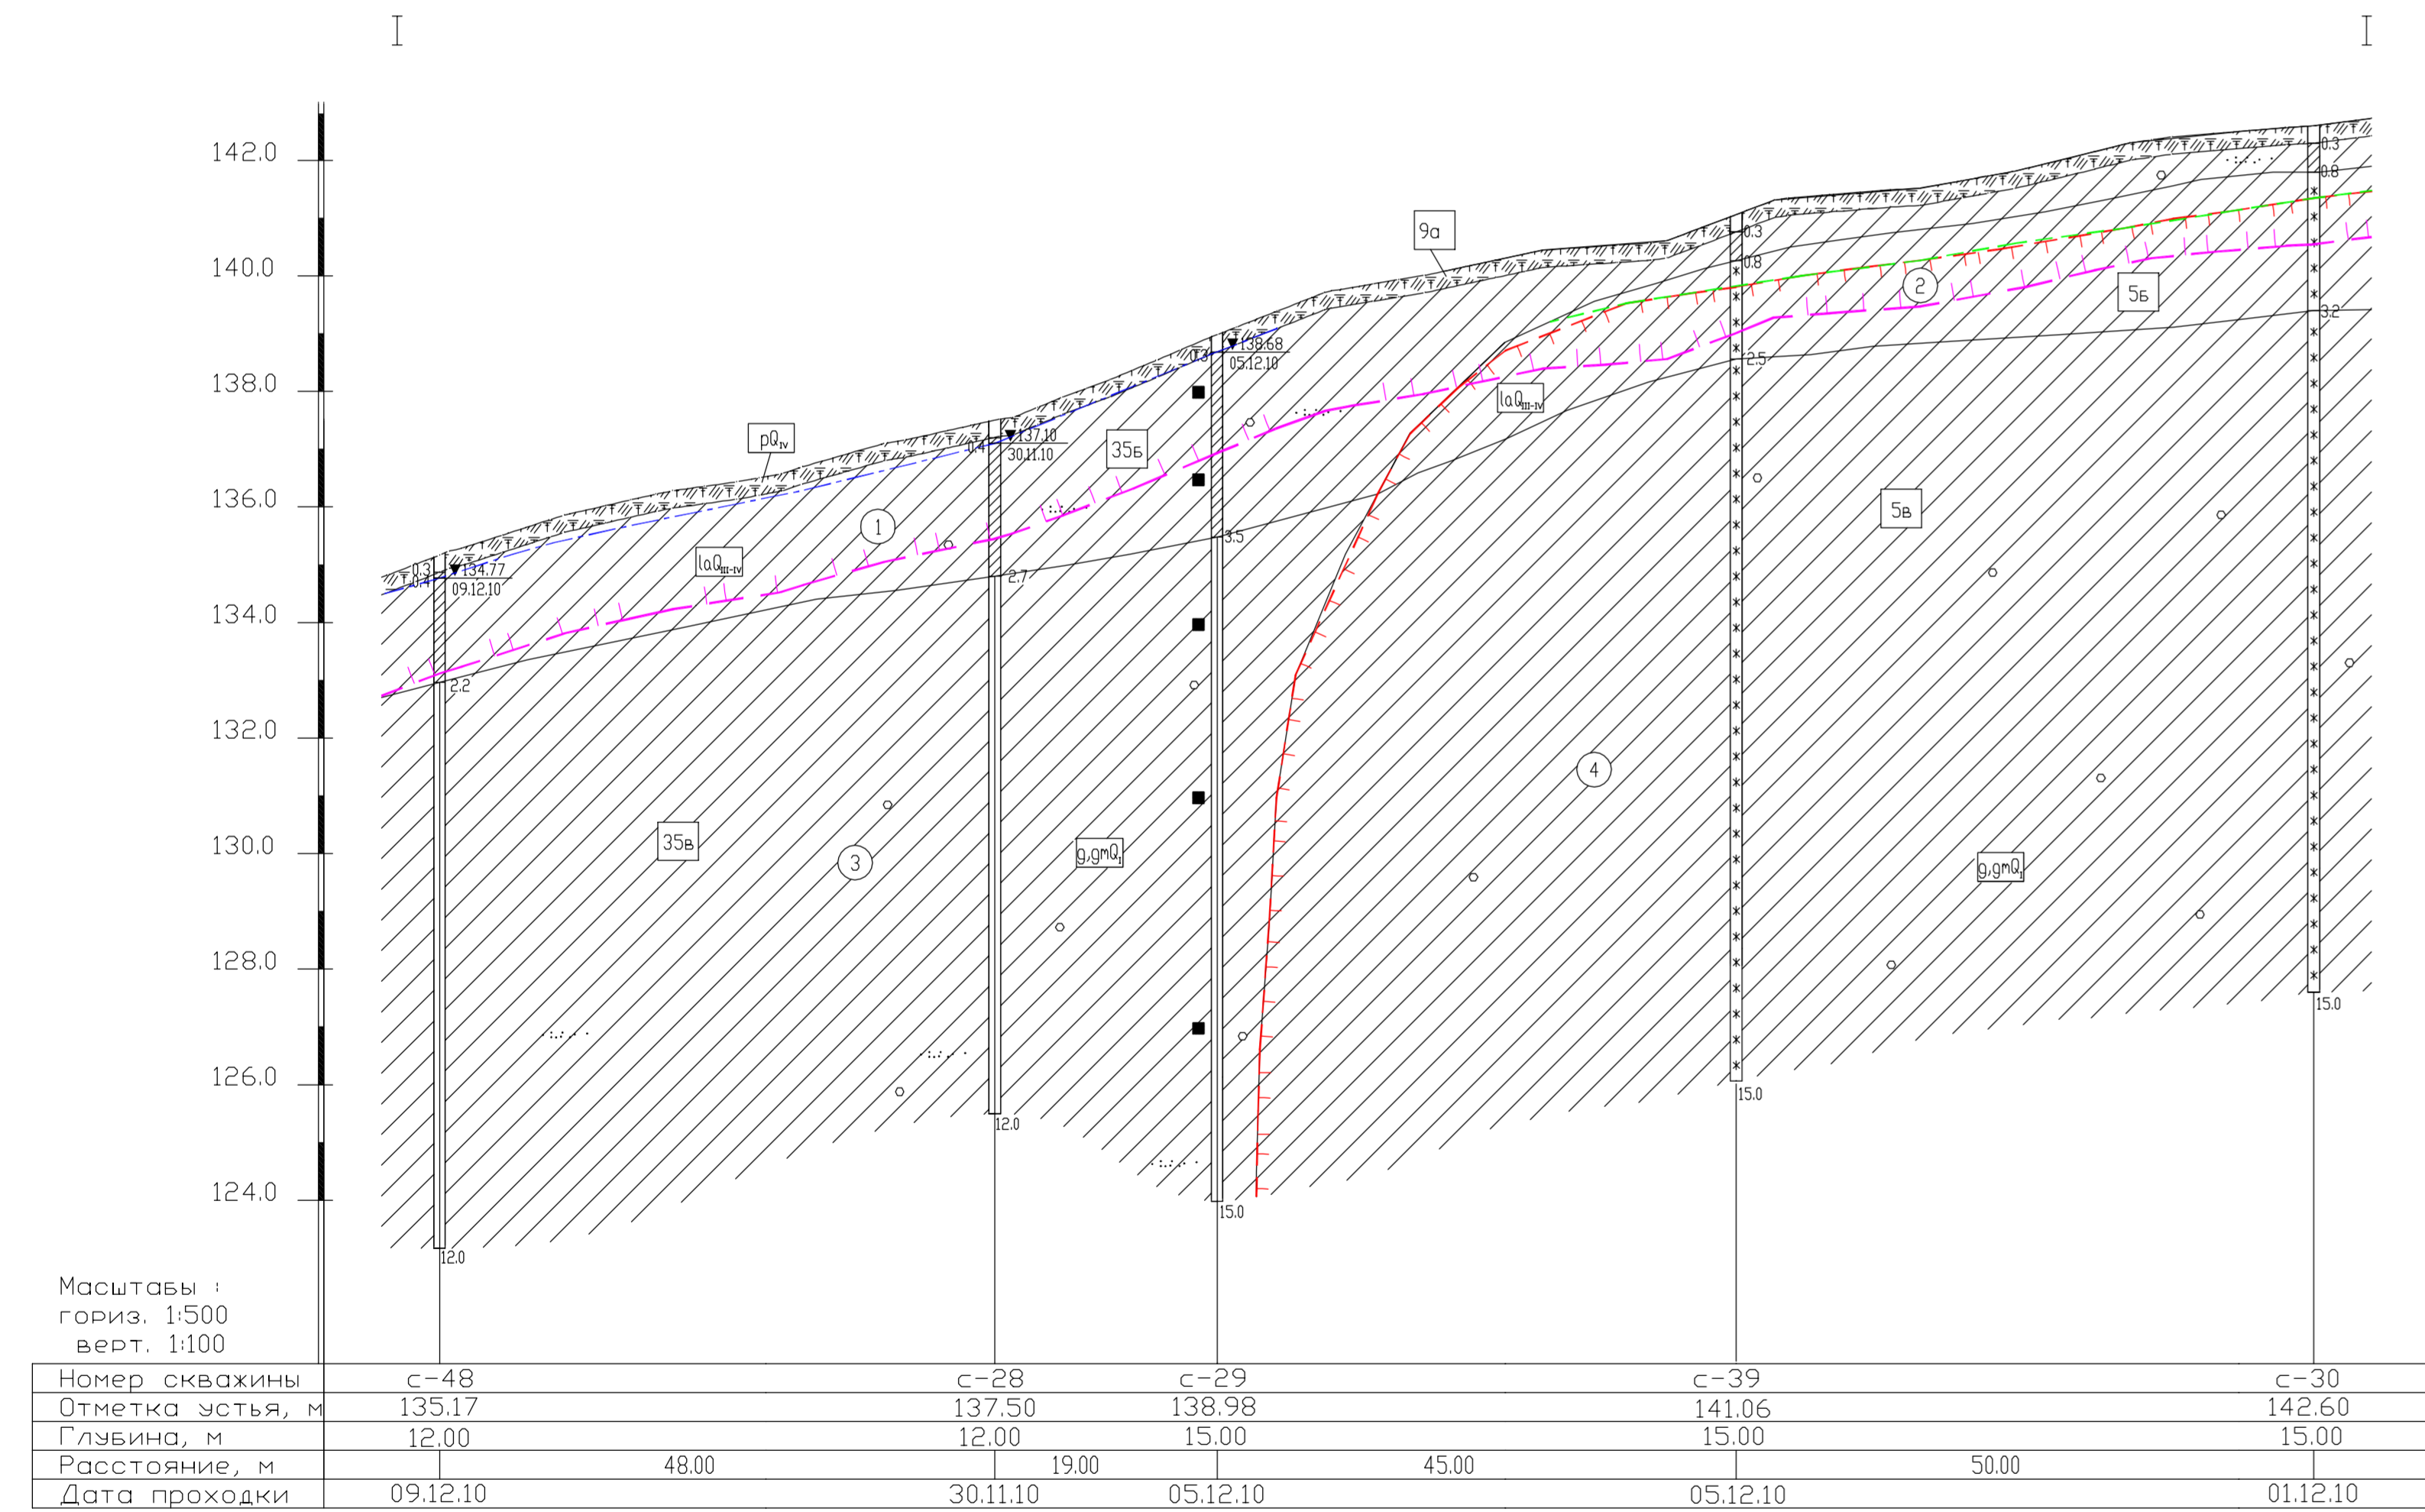 I I
142.0
140.0
138.0
136.0
134.0
132.0
130.0
128.0
126.0
124.0
0.3
0.8
3.2
15.0
0.3
0.8
2.5
15.0
9а
2
5Б
laQIII-IV
5в
4
g,gmQI
0.3
138.68
05.12.10
3.5
15.0
35Б
0.4
137.10
30.11.10
2.7
12.0
pQIV
1
laQIII-IV
0.3
0.4
134.77
09.12.10
2.2
12.0
35в
3
g,gmQI
Масштабы :
гориз. 1:500
верт. 1:100
Номер скважины с-48 с-28 с-29 с-39 с-30
Отметка устья, м 135.17 137.50 138.98 141.06 142.60
Глубина, м 12.00 12.00 15.00 15.00 15.00
Расстояние, м 48.00 19.00 45.00 50.00
Дата проходки 09.12.10 30.11.10 05.12.10 05.12.10 01.12.10